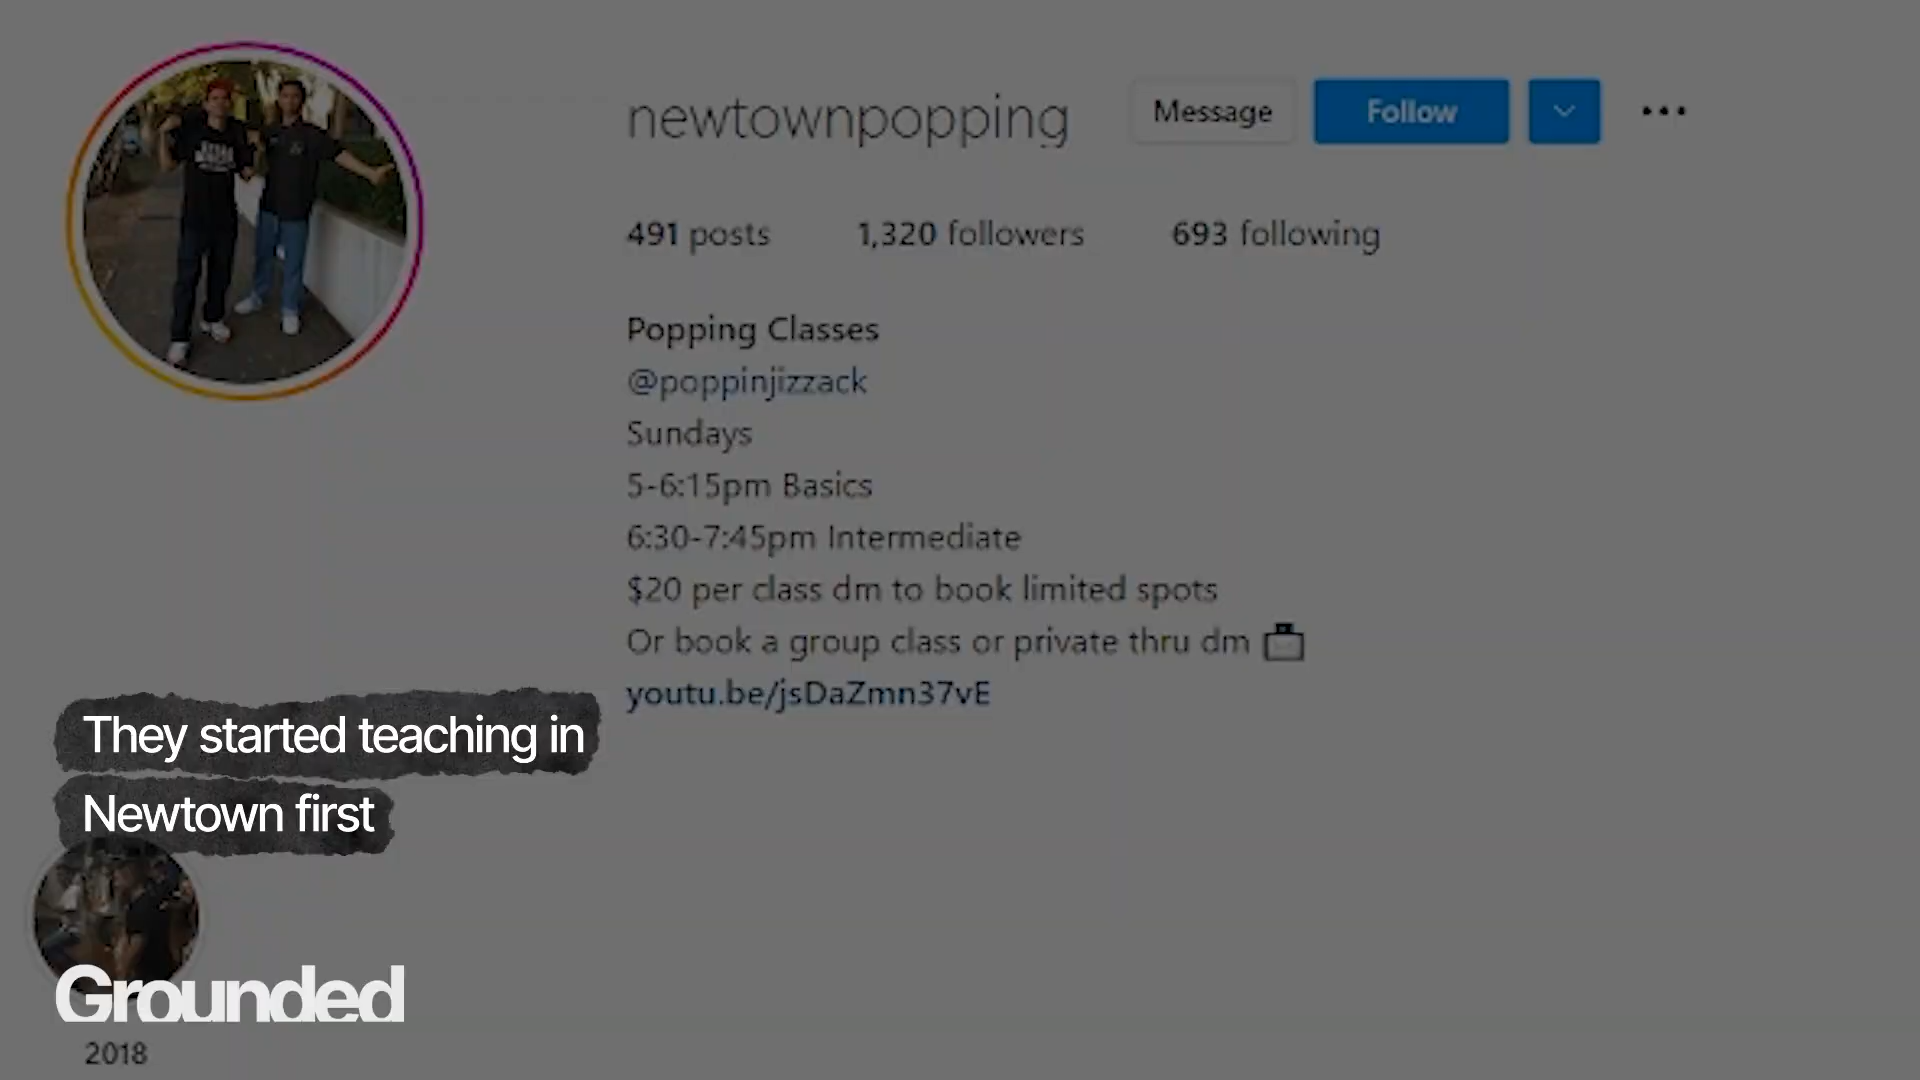 newtownpopping
Message
Follow
491 posts
1,320 followers
693 following
Popping Classes
@poppinjizzack
Sundays
5-6:15pm Basics
6:30-7:45pm Intermediate
$20 per class dm to book limited spots
Or book a group class or private thru dm
youtu.be/jsDaZmn37vE
They started teaching in
Newtown first
Grounded
2018